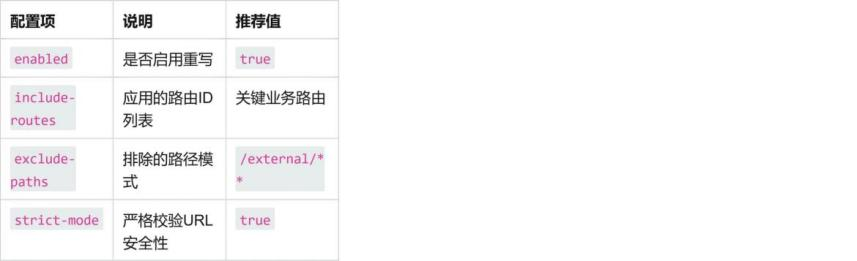 配置项 说明 推荐值
enabled 是否启用重写 true
include- 应用的路由ID 关键业务路由
routes 列表
exclude- 排除的路径模 /external/*
paths 式 *
strict-mode 严格校验URL true
安全性